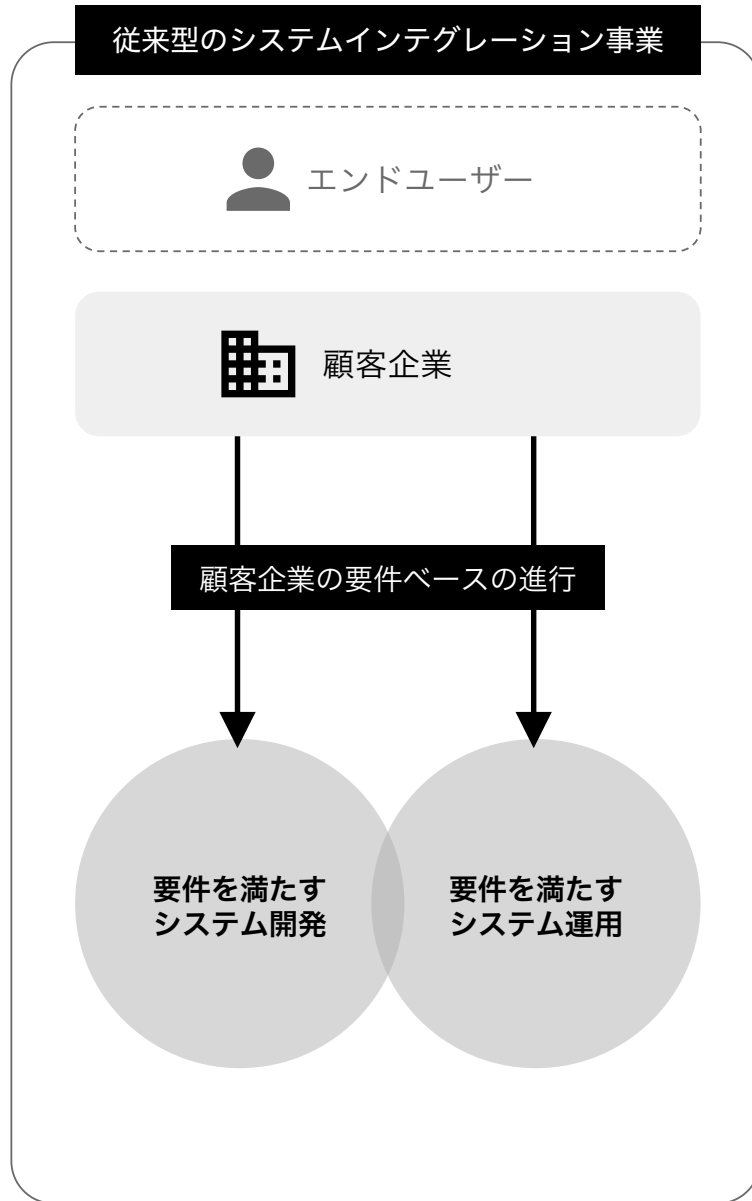 従来型のシステムインテグレーション事業
エンドユーザー
顧客企業
顧客企業の要件ベースの進行
要件を満たす
システム開発
要件を満たす
システム運用